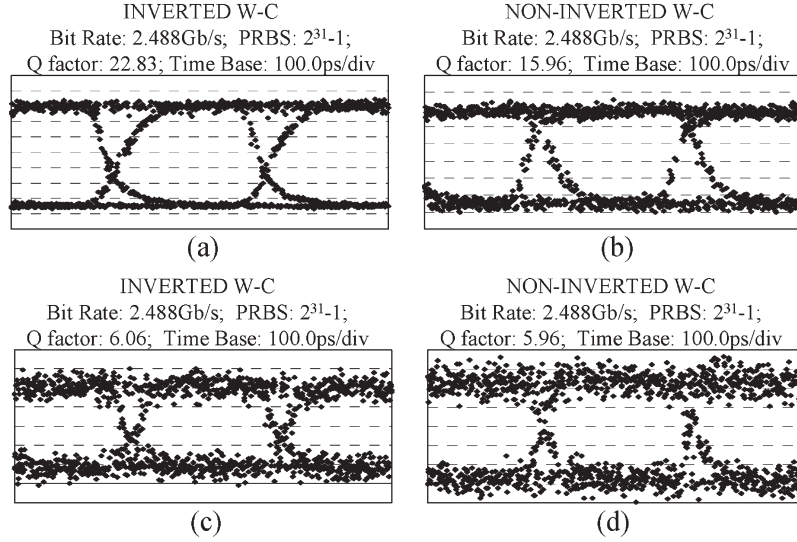 INVERTED W-C
Bit Rate: 2.488Gb/s; PRBS: 2³¹-1;
Q factor: 22.83; Time Base: 100.0ps/div
(a)
NON-INVERTED W-C
Bit Rate: 2.488Gb/s; PRBS: 2³¹-1;
Q factor: 15.96; Time Base: 100.0ps/div
(b)
INVERTED W-C
Bit Rate: 2.488Gb/s; PRBS: 2³¹-1;
Q factor: 6.06; Time Base: 100.0ps/div
(c)
NON-INVERTED W-C
Bit Rate: 2.488Gb/s; PRBS: 2³¹-1;
Q factor: 5.96; Time Base: 100.0ps/div
(d)